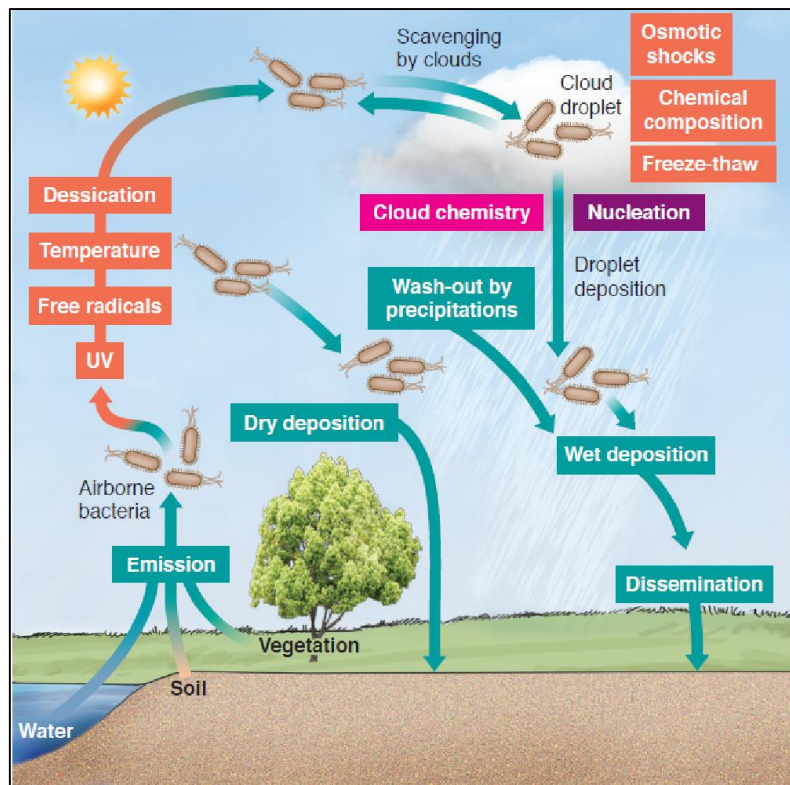 Scavenging
by clouds
Osmotic
shocks
Cloud
droplet
Chemical
composition
Freeze-thaw
Dessication
Cloud chemistry
Nucleation
Temperature
Wash-out by
precipitations
Droplet
deposition
Free radicals
UV
Dry deposition
Wet deposition
Airborne
bacteria
Emission
Dissemination
Vegetation
Soil
Water